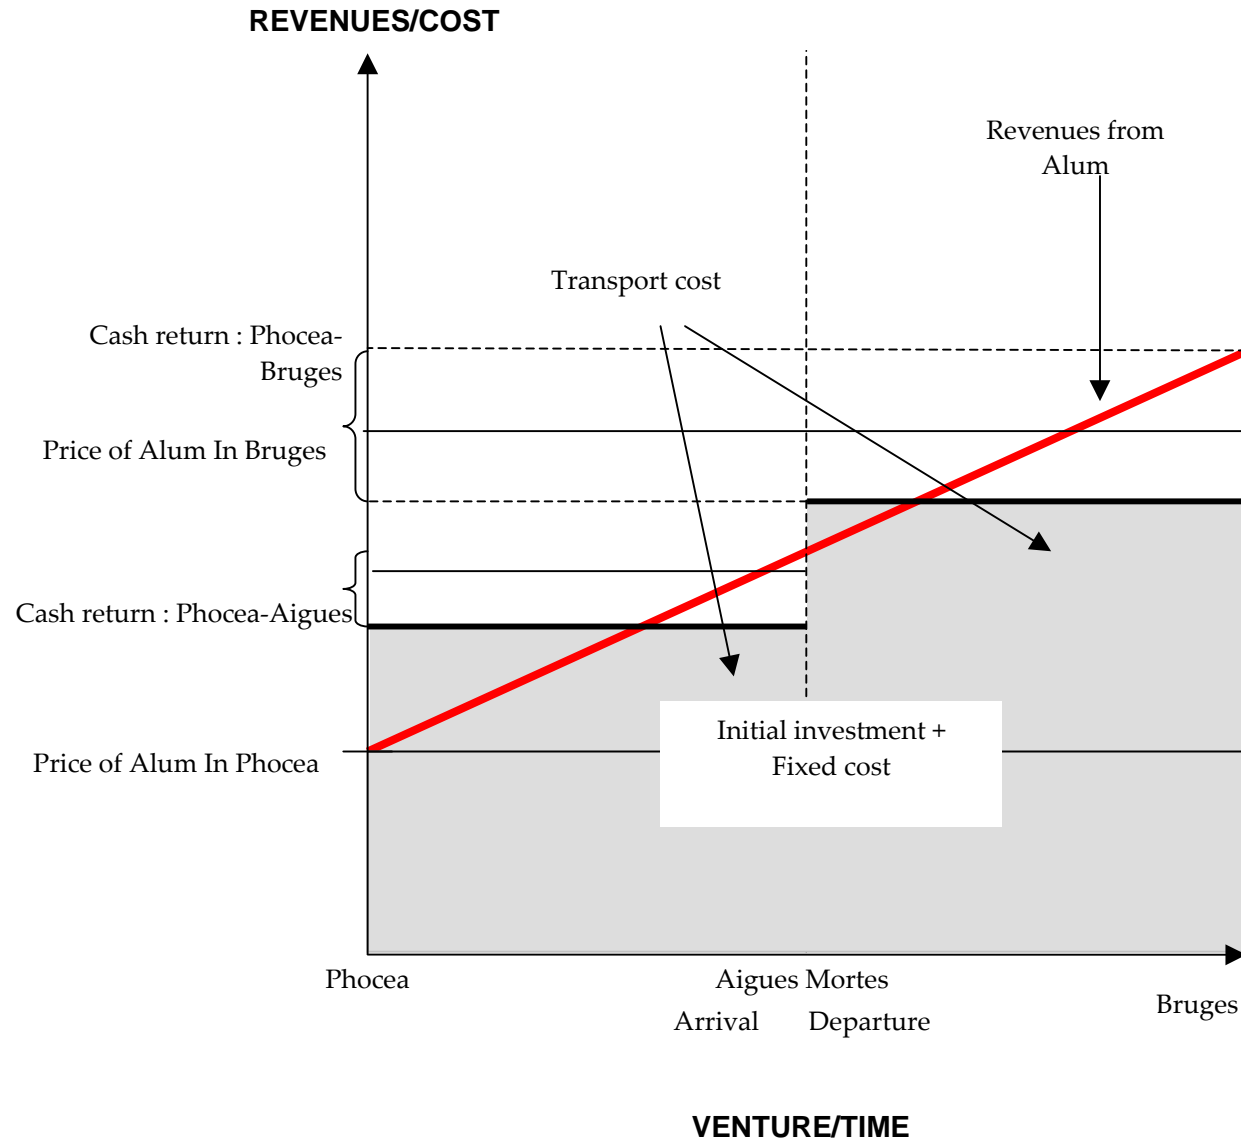 REVENUES/COST
Revenues from
Alum
Transport cost
Cash return : Phocea-
Bruges
Price of Alum In Bruges
Cash return : Phocea-Aigues
Initial investment +
Fixed cost
Price of Alum In Phocea
Phocea
Aigues Mortes
Bruges
Arrival
Departure
VENTURE/TIME